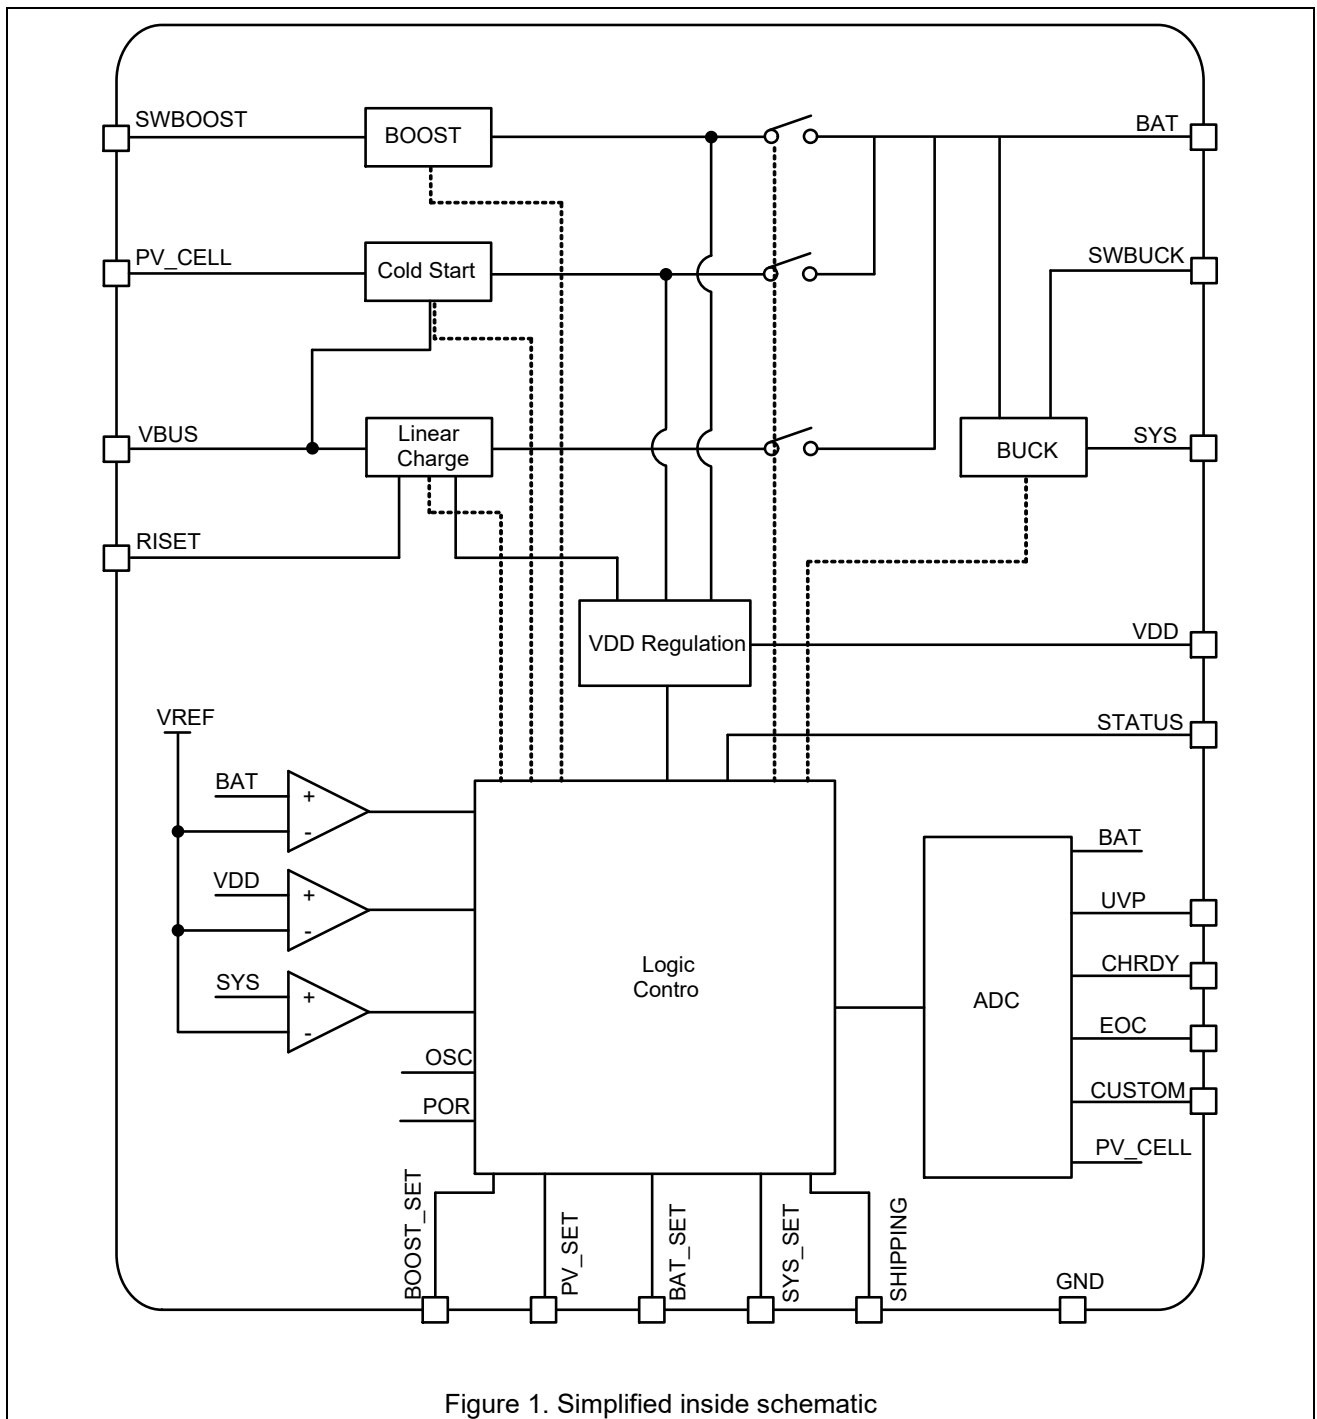 SWBOOST
BOOST
BAT
PV_CELL
Cold Start
SWBUCK
VBUS
Linear
Charge
BUCK
SYS
RISET
VDD Regulation
VDD
STATUS
VREF
BAT
+
-
VDD
+
-
SYS
+
-
OSC
POR
Logic
Contro
ADC
BAT
UVP
CHRDY
EOC
CUSTOM
PV_CELL
BOOST_SET
PV_SET
BAT_SET
SYS_SET
SHIPPING
GND
Figure 1. Simplified inside schematic